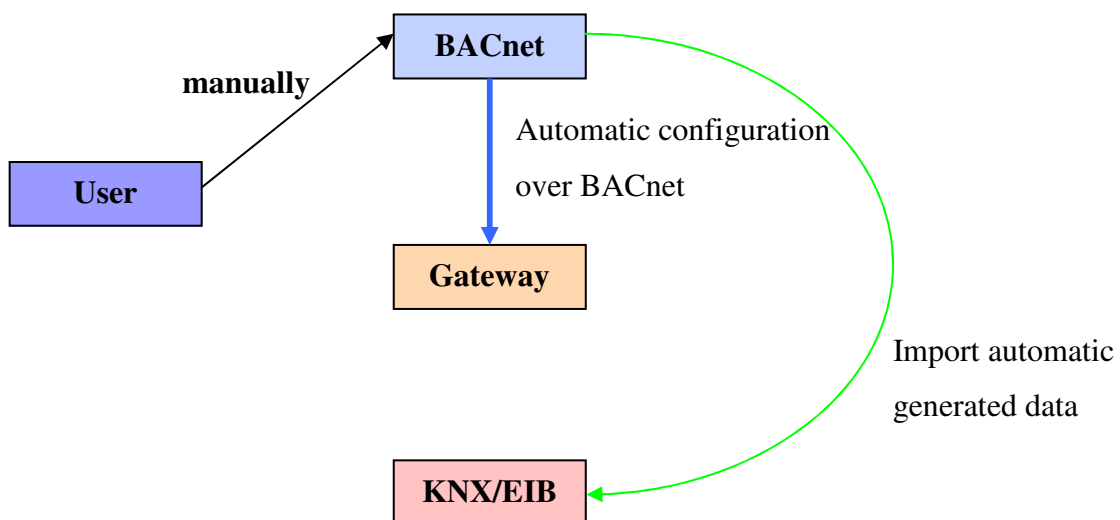 BACnet
manually
Automatic configuration
over BACnet
User
Gateway
Import automatic
generated data
KNX/EIB